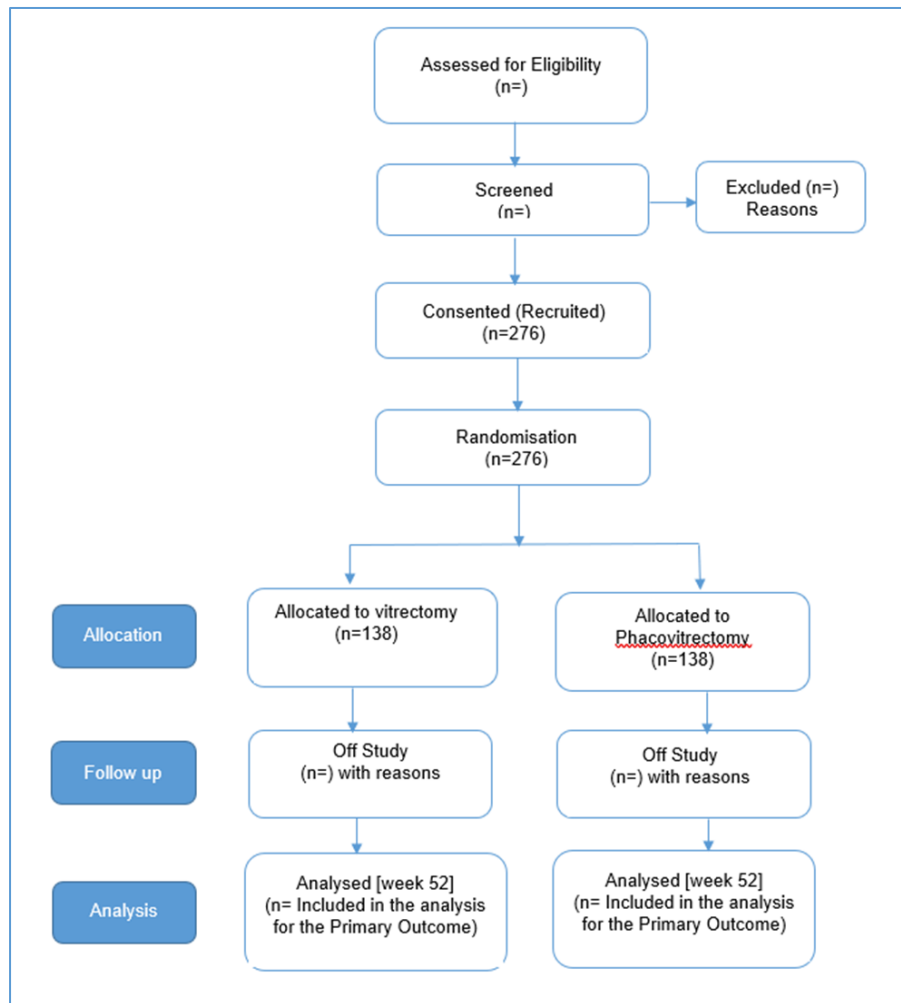 Assessed for Eligibility
(n=)
Screened
(n=)
Excluded (n=)
Reasons
Consented (Recruited)
(n=276)
Randomisation
(n=276)
Allocation
Allocated to vitrectomy
(n=138)
Allocated to
Phacovitrectomy
(n=138)
Follow up
Off Study
(n=) with reasons
Off Study
(n=) with reasons
Analysis
Analysed [week 52]
(n= Included in the analysis
for the Primary Outcome)
Analysed [week 52]
(n= Included in the analysis
for the Primary Outcome)